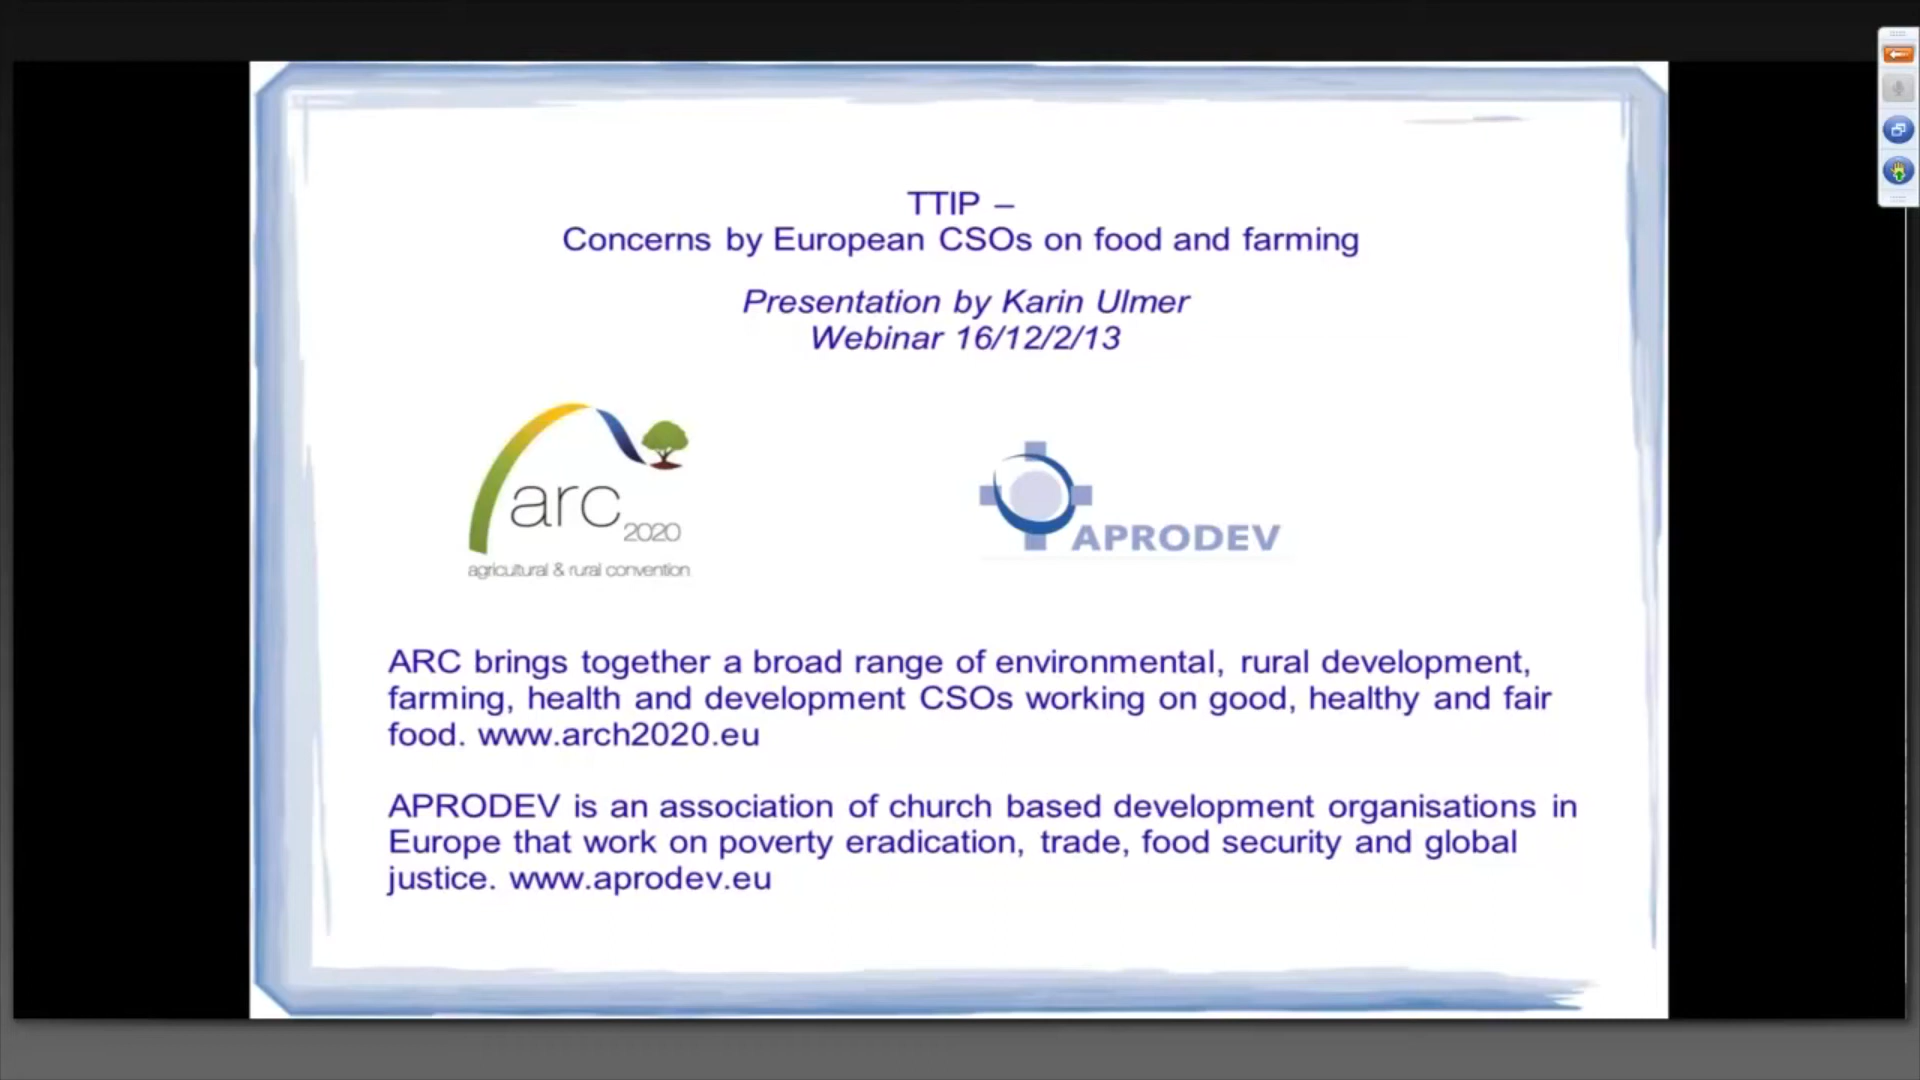 TTIP –
Concerns by European CSOs on food and farming
Presentation by Karin Ulmer
Webinar 16/12/2/13
arc 2020
agricultural & rural convention
APRODEV
ARC brings together a broad range of environmental, rural development,
farming, health and development CSOs working on good, healthy and fair
food. www.arch2020.eu
APRODEV is an association of church based development organisations in
Europe that work on poverty eradication, trade, food security and global
justice. www.aprodev.eu